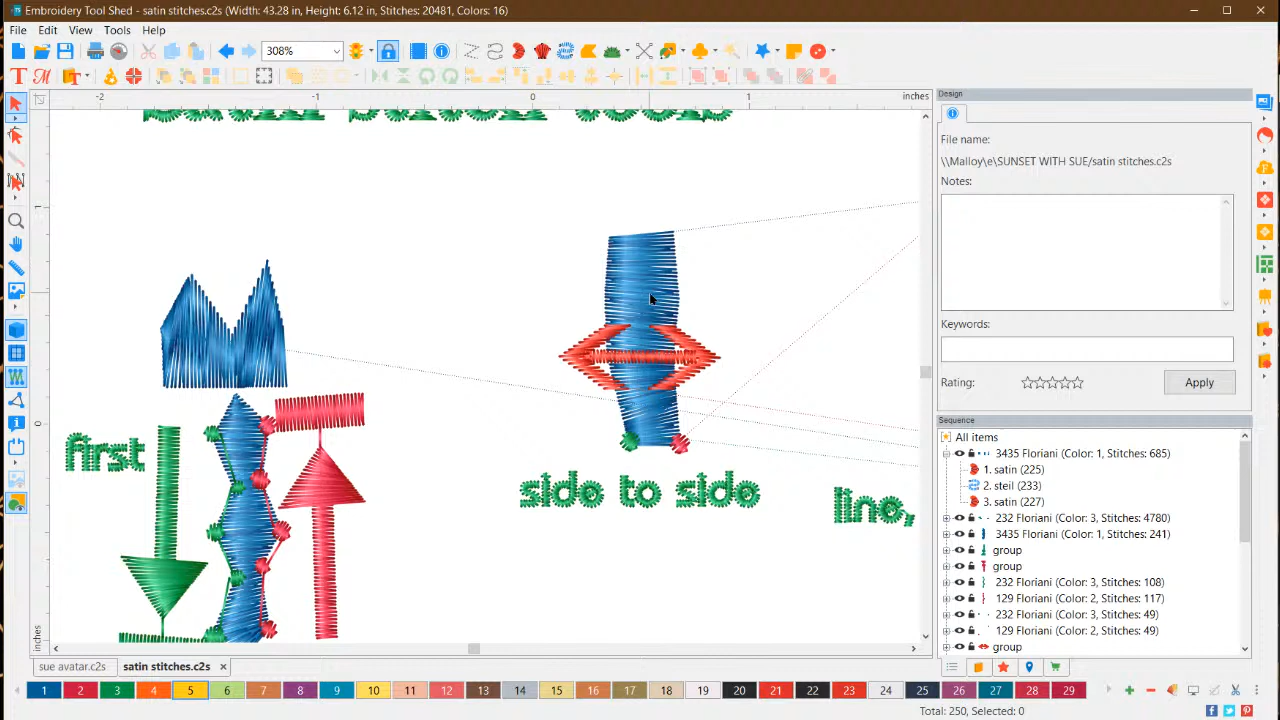 Embroidery Tool Shed - satin stitches.c2s (Width: 43.28 in, Height: 6.12 in, Stitches: 20481, Colors: 16)
File Edit View Tools Help
308%
-2 -1 0 1 inches
Design
File name:
\\Malloy\e\SUNSET WITH SUE/satin stitches.c2s
Notes:
Keywords:
Rating:
Apply
Sequence
All items
3435 Floriani (Color: 1, Stitches: 685)
1. satin (225)
2. steil (233)
3. satin (227)
232 Floriani (Color: 3, Stitches: 4780)
3435 Floriani (Color: 1, Stitches: 241)
group
group
232 Floriani (Color: 3, Stitches: 108)
129 Floriani (Color: 2, Stitches: 117)
232 Floriani (Color: 3, Stitches: 49)
129 Floriani (Color: 2, Stitches: 49)
group
1
0
inches
first
side to side
line,
sue avatar.c2s satin stitches.c2s
1 2 3 4 5 6 7 8 9 10 11 12 13 14 15 16 17 18 19 20 21 22 23 24 25 26 27 28 29
Total: 250, Selected: 0